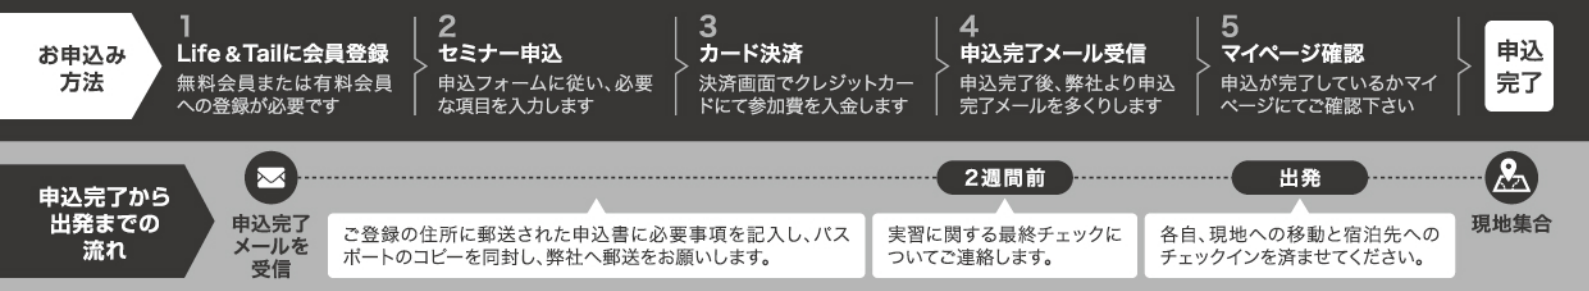 お申込み
方法
1
Life&Tailに会員登録
無料会員または有料会員
への登録が必要です
2
セミナー申込
申込フォームに従い、必要
な項目を入力します
3
カード決済
決済画面でクレジットカー
ドにて参加費を入金します
4
申込完了メール受信
申込完了後、弊社より申込
完了メールを多くりします
5
マイページ確認
申込が完了しているかマイ
ページにてご確認下さい
申込
完了
申込完了から
出発までの
流れ
申込完了
メールを
受信
ご登録の住所に郵送された申込書に必要事項を記入し、パス
ポートのコピーを同封し、弊社へ郵送をお願いします。
2週間前
実習に関する最終チェックに
ついてご連絡します。
出発
各自、現地への移動と宿泊先への
チェックインを済ませてください。
現地集合